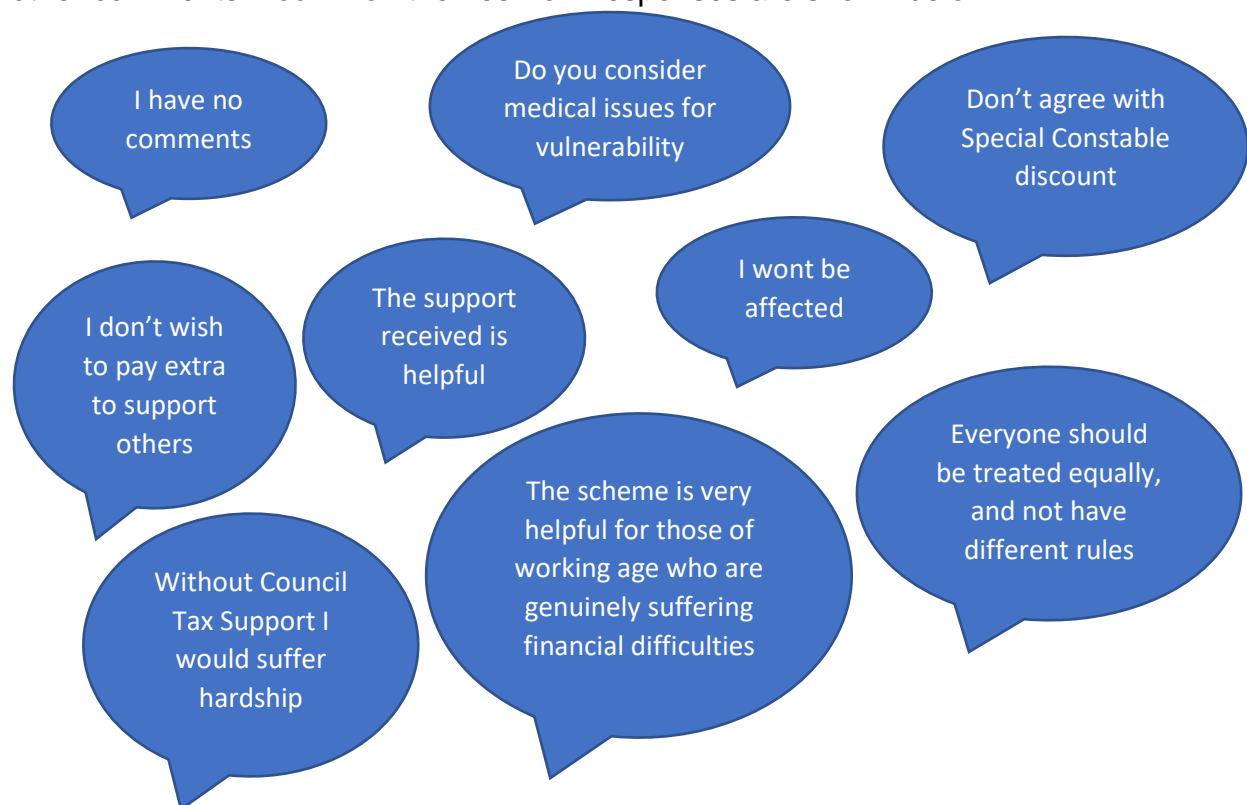 I have no
comments
Do you consider
medical issues for
vulnerability
Don’t agree with
Special Constable
discount
I wont be
affected
The support
received is
helpful
I don’t wish
to pay extra
to support
others
Everyone should
be treated equally,
and not have
different rules
The scheme is very
helpful for those of
working age who are
genuinely suffering
financial difficulties
Without Council
Tax Support I
would suffer
hardship